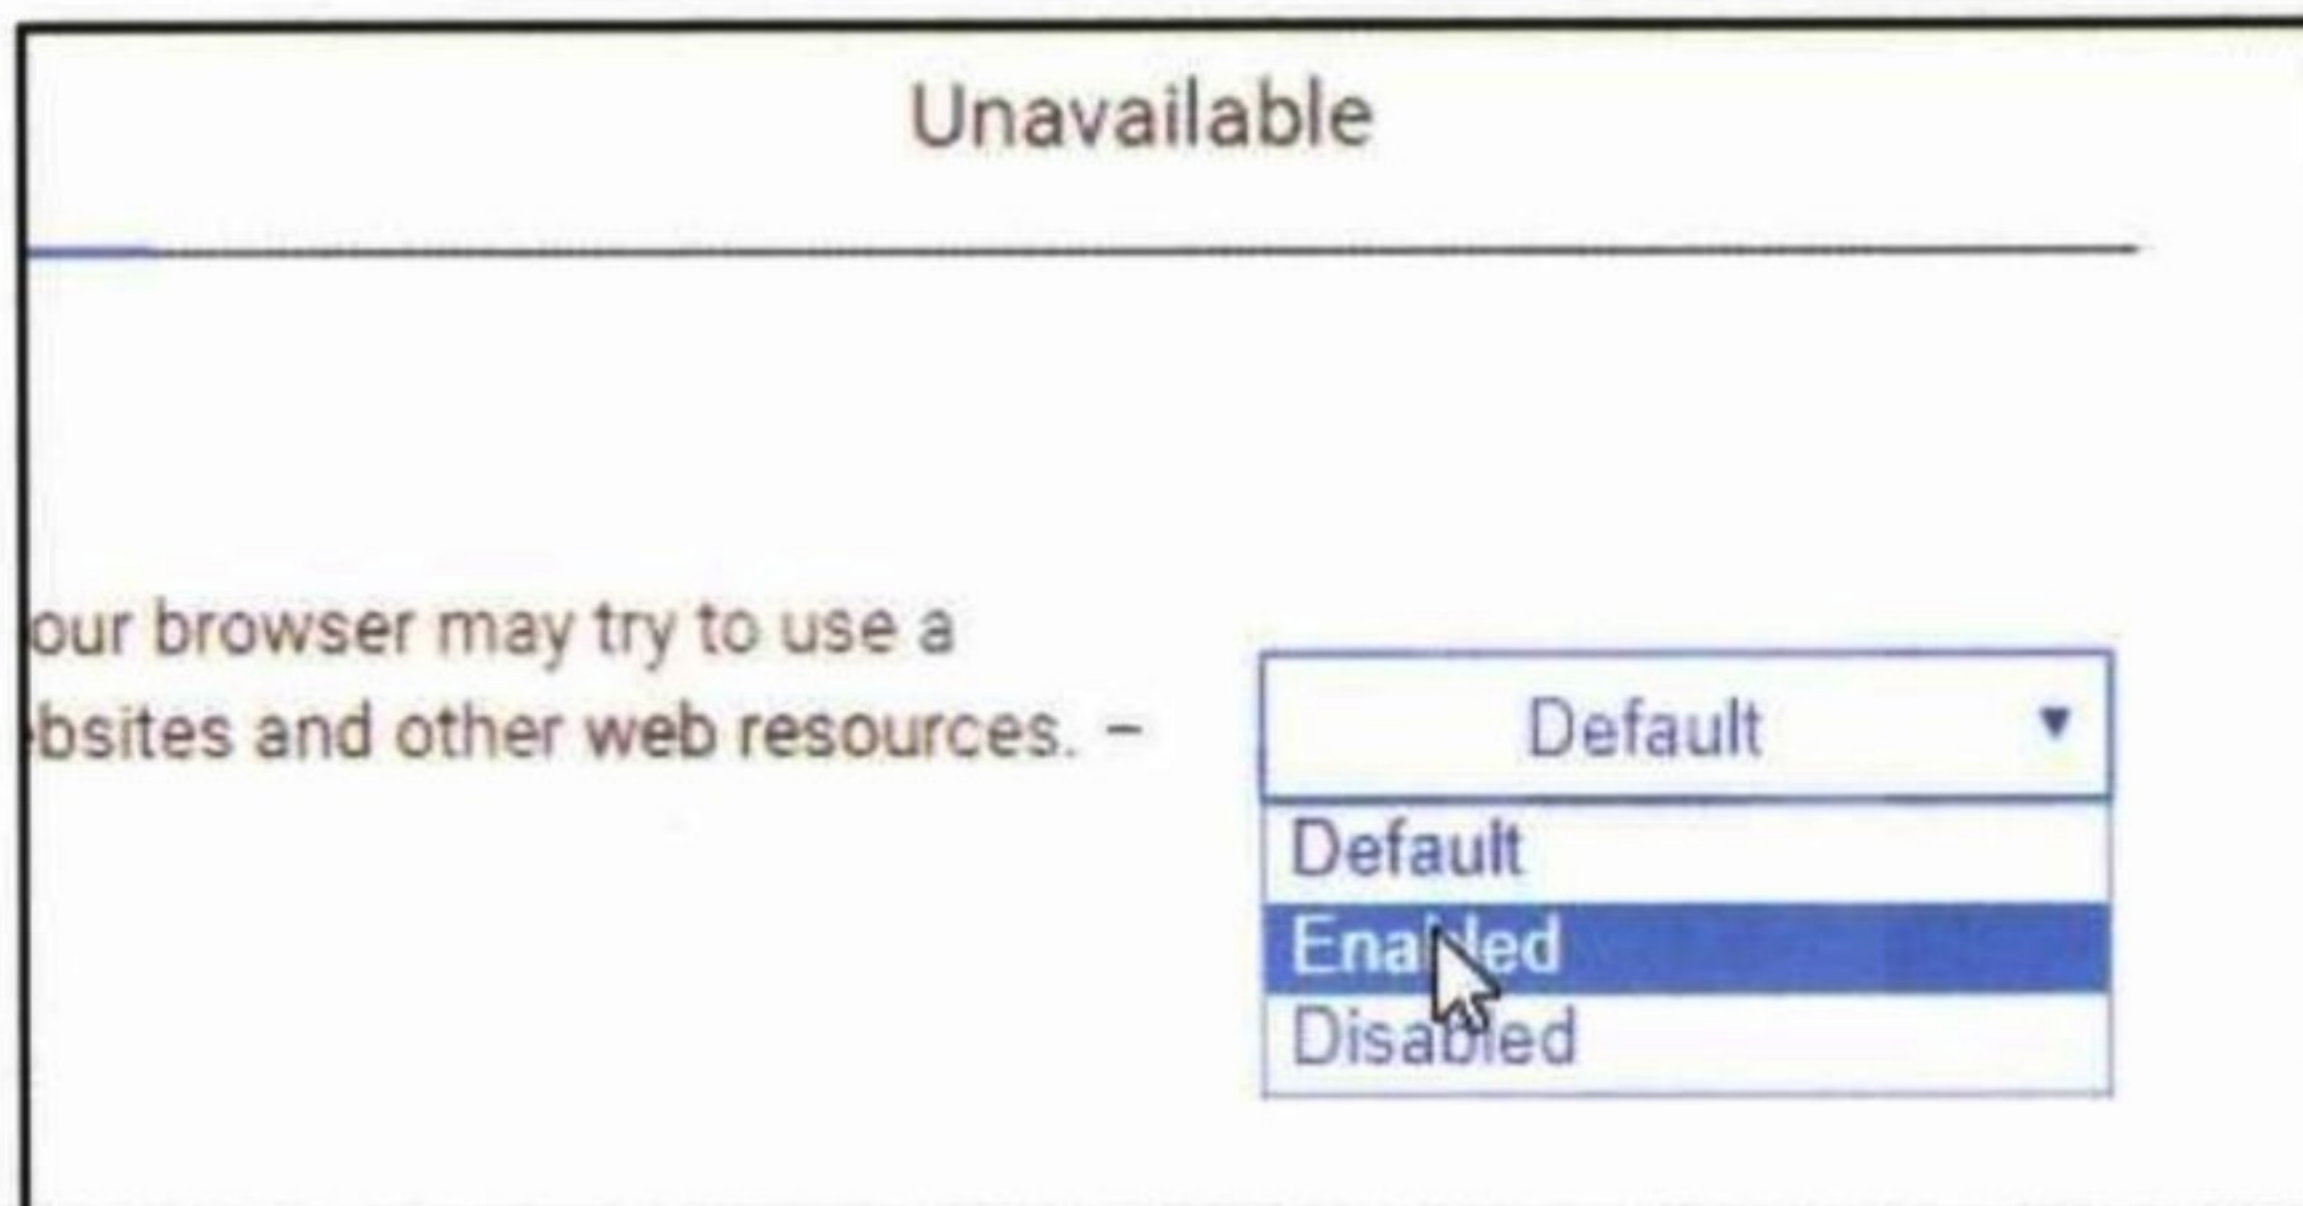 Unavailable
our browser may try to use a
bsites and other web resources. –
Default
Default
Enabled
Disabled